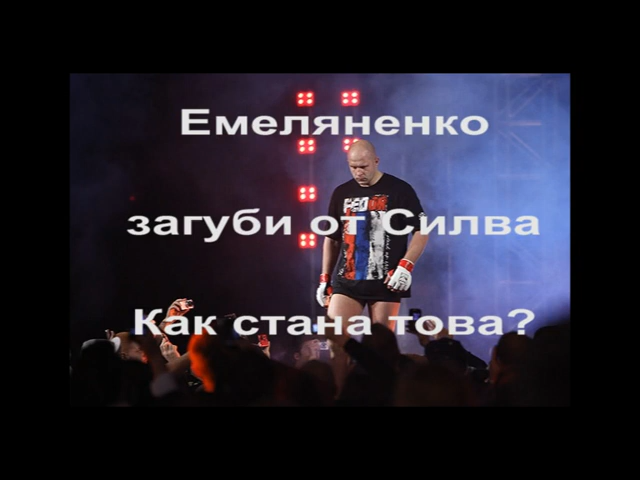 Емеляненко
загуби от Силва
Как стана това?